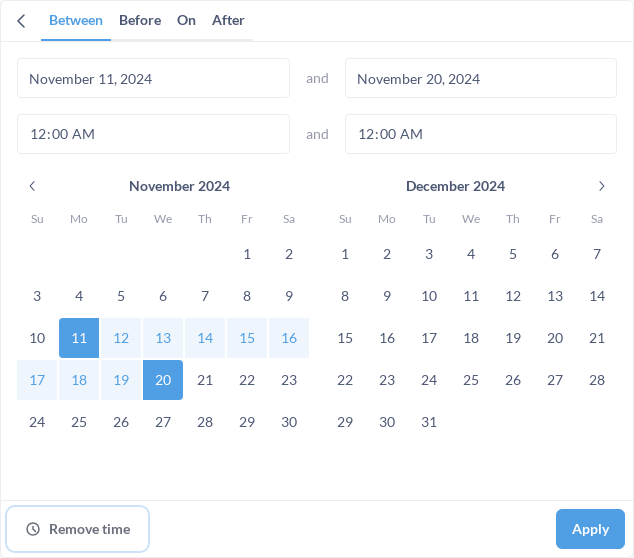 Between Before On After
November 11, 2024 and November 20, 2024
12:00 AM and 12:00 AM
November 2024 December 2024
Su Mo Tu We Th Fr Sa Su Mo Tu We Th Fr Sa
1 2 1 2 3 4 5 6 7
3 4 5 6 7 8 9 8 9 10 11 12 13 14
10 11 12 13 14 15 16 15 16 17 18 19 20 21
17 18 19 20 21 22 23 22 23 24 25 26 27 28
24 25 26 27 28 29 30 29 30 31
Remove time Apply